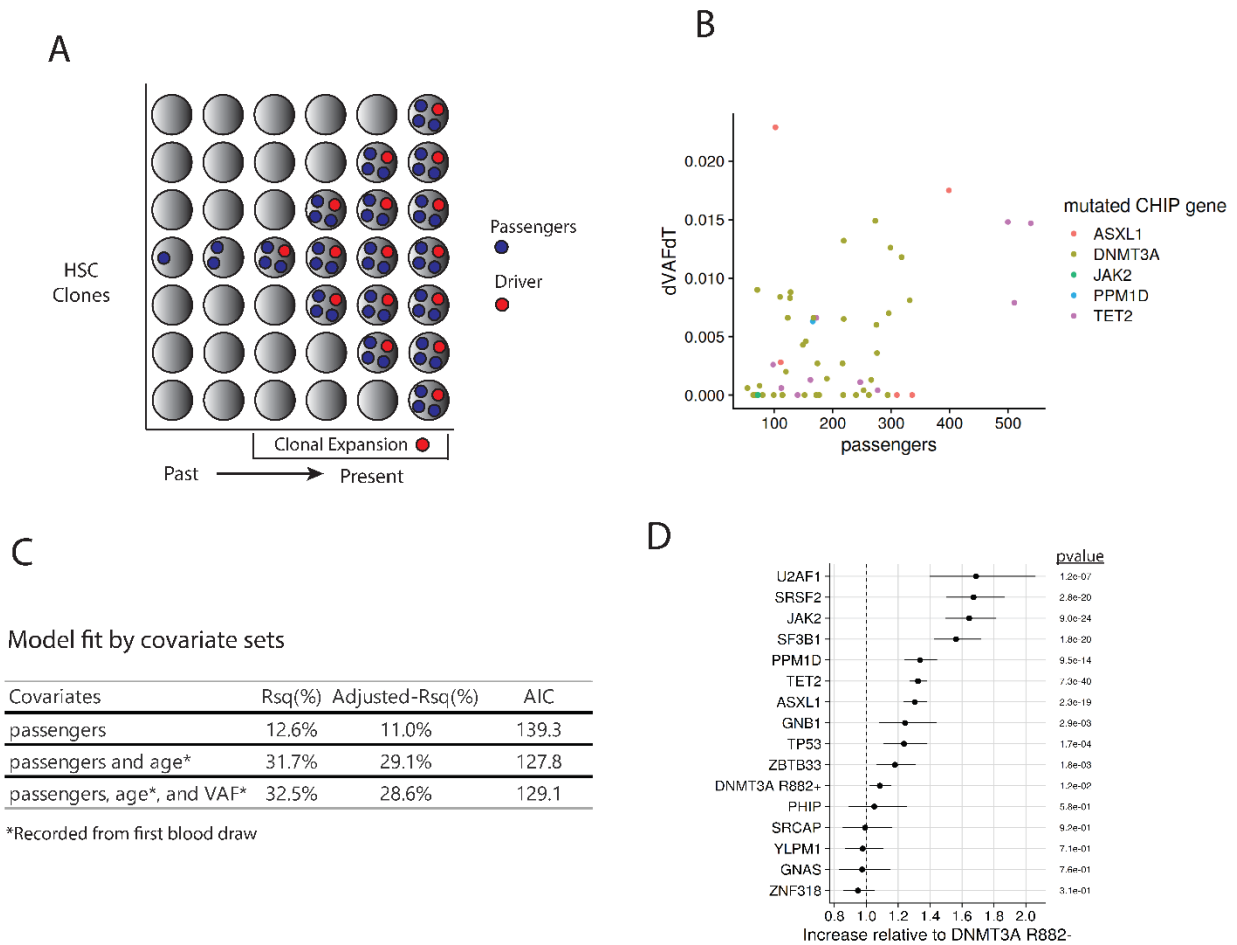 A
HSC
Clones
Passengers
Driver
Clonal Expansion
Past
Present
B
dVAFdT
0.020
0.015
0.010
0.005
0.000
100
200
300
400
500
passengers
mutated CHIP gene
ASXL1
DNMT3A
JAK2
PPM1D
TET2
C
Model fit by covariate sets
Covariates Rsq(%) Adjusted-Rsq(%) AIC
passengers 12.6% 11.0% 139.3
passengers and age* 31.7% 29.1% 127.8
passengers, age*, and VAF* 32.5% 28.6% 129.1
*Recorded from first blood draw
D
pvalue
U2AF1 1.2e-07
SRSF2 2.8e-20
JAK2 9.0e-24
SF3B1 1.8e-20
PPM1D 9.5e-14
TET2 7.3e-40
ASXL1 2.3e-19
GNB1 2.9e-03
TP53 1.7e-04
ZBTB33 1.8e-03
DNMT3A R882+ 1.2e-02
PHIP 5.8e-01
SRCAP 9.2e-01
YLPM1 7.1e-01
GNAS 7.6e-01
ZNF318 3.1e-01
0.8 1.0 1.2 1.4 1.6 1.8 2.0
Increase relative to DNMT3A R882-